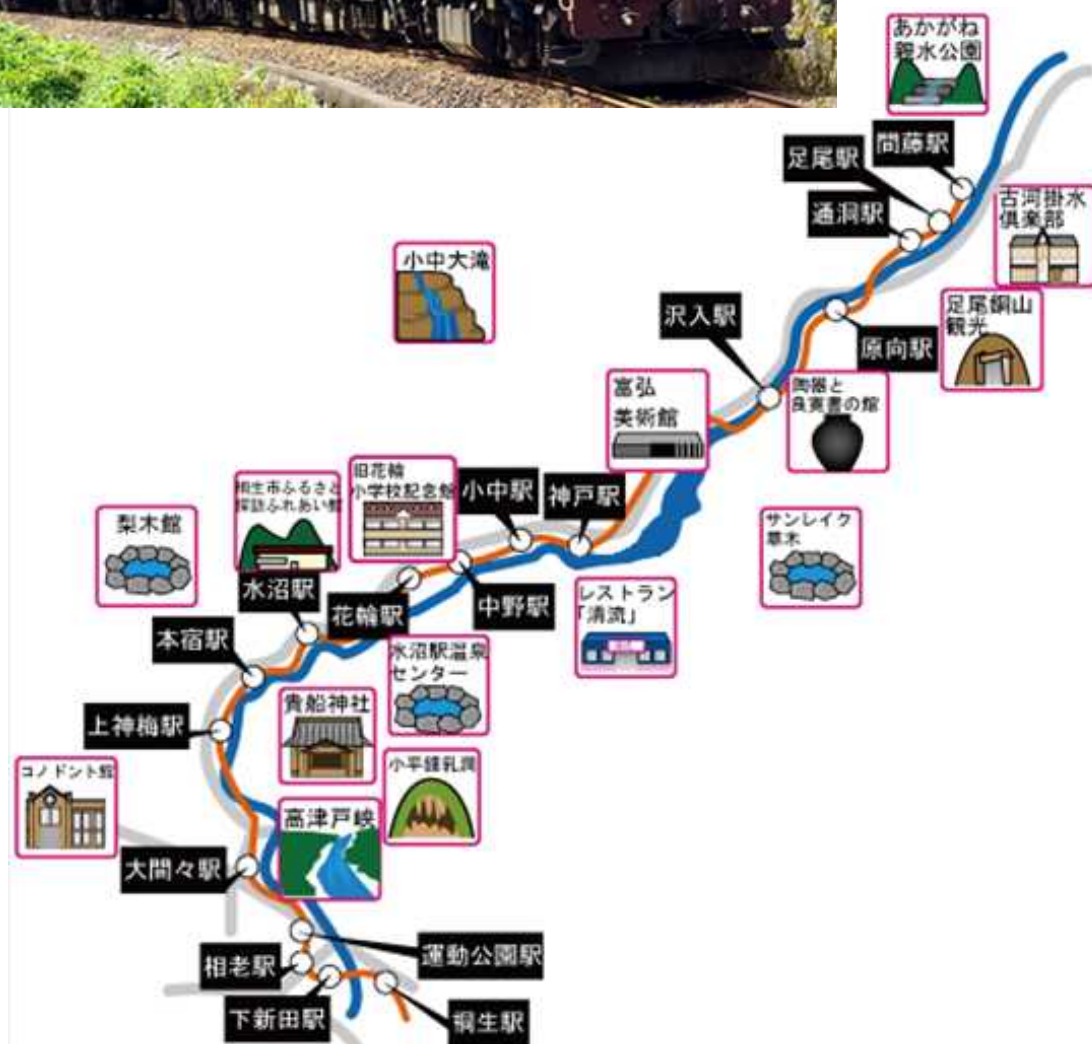 あかがね
親水公園
間藤駅
足尾駅
通洞駅
古河掛水
倶楽部
小中大滝
沢入駅
原向駅
足尾銅山
観光
富弘
美術館
陶器と
良寛書の館
旧花輪
小学校記念館
小中駅
神戸駅
桐生市ふるさと
探訪ふれあい館
梨木館
サンレイク
草木
水沼駅
花輪駅
中野駅
レストラン
「清流」
本宿駅
水沼駅温泉
センター
上神梅駅
貴船神社
コノドント館
小平鍾乳洞
高津戸峡
大間々駅
運動公園駅
相老駅
下新田駅
桐生駅